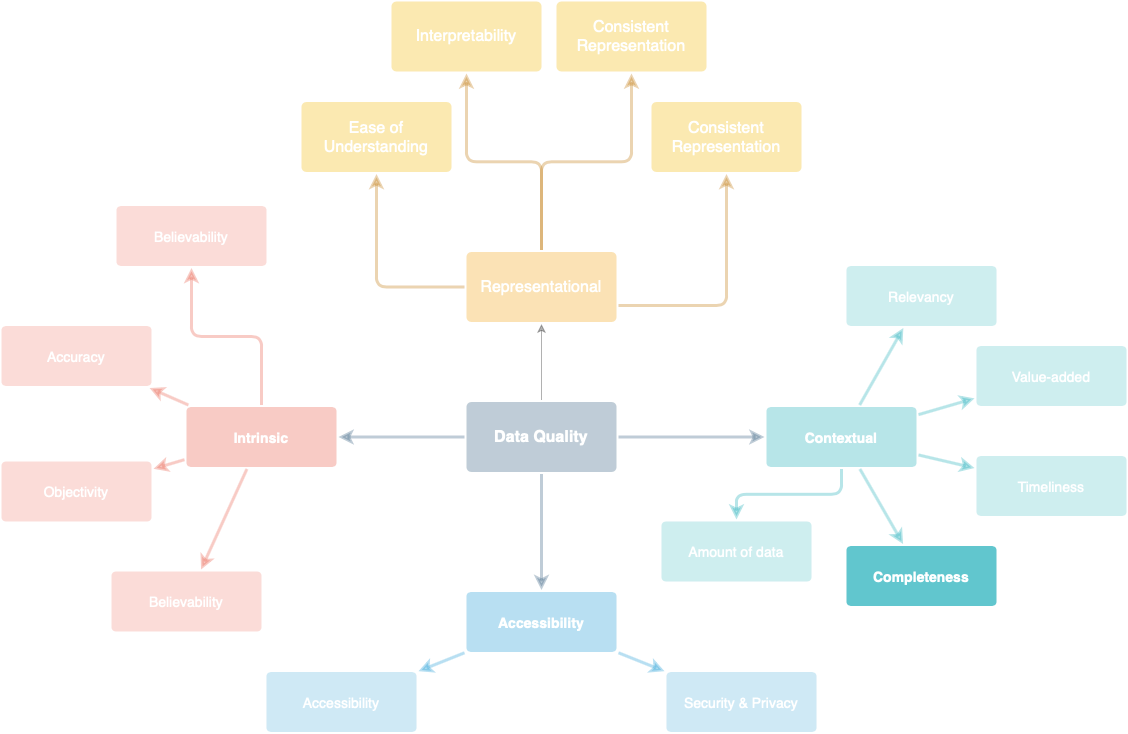 Interpretability
Consistent
Representation
Ease of
Understanding
Consistent
Representation
Believability
Representational
Relevancy
Accuracy
Value-added
Intrinsic
Data Quality
Contextual
Objectivity
Timeliness
Amount of data
Completeness
Believability
Accessibility
Accessibility
Security & Privacy